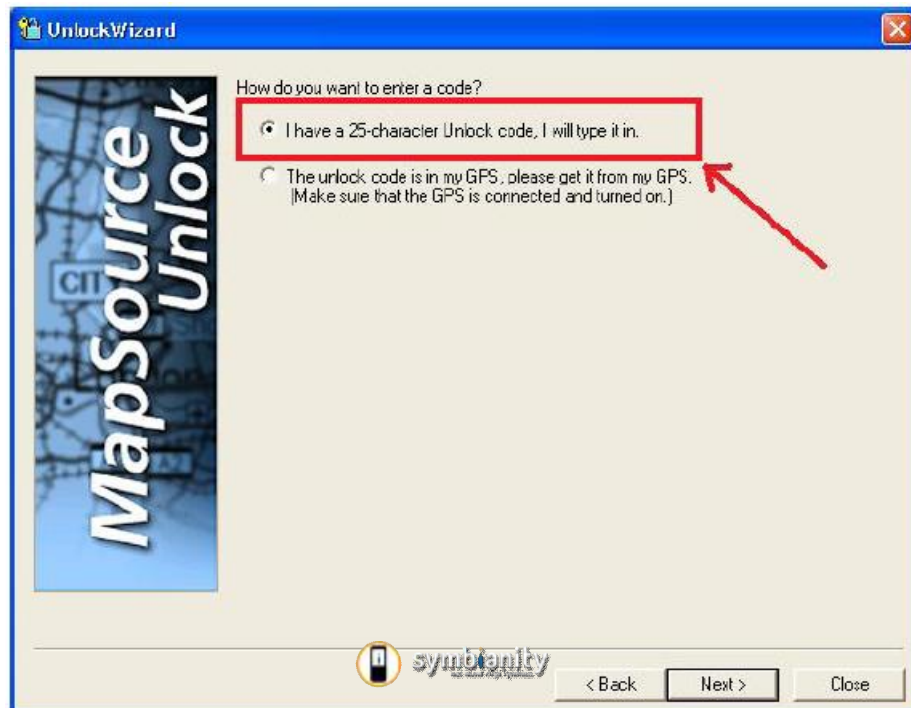 UnlockWizard
MapSource
Unlock
How do you want to enter a code?
I have a 25-character Unlock code, I will type it in.
The unlock code is in my GPS, please get it from my GPS.
(Make sure that the GPS is connected and turned on.)
CIT
A2
symbianity
< Back
Next >
Close